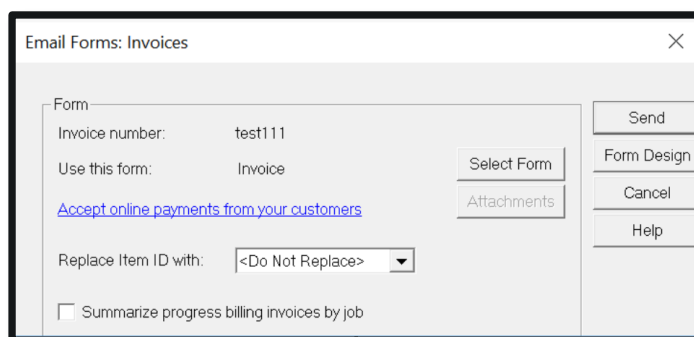 Email Forms: Invoices
Form
Invoice number: test111
Use this form: Invoice
Accept online payments from your customers
Replace Item ID with: <Do Not Replace>
Summarize progress billing invoices by job
Select Form
Attachments
Send
Form Design
Cancel
Help